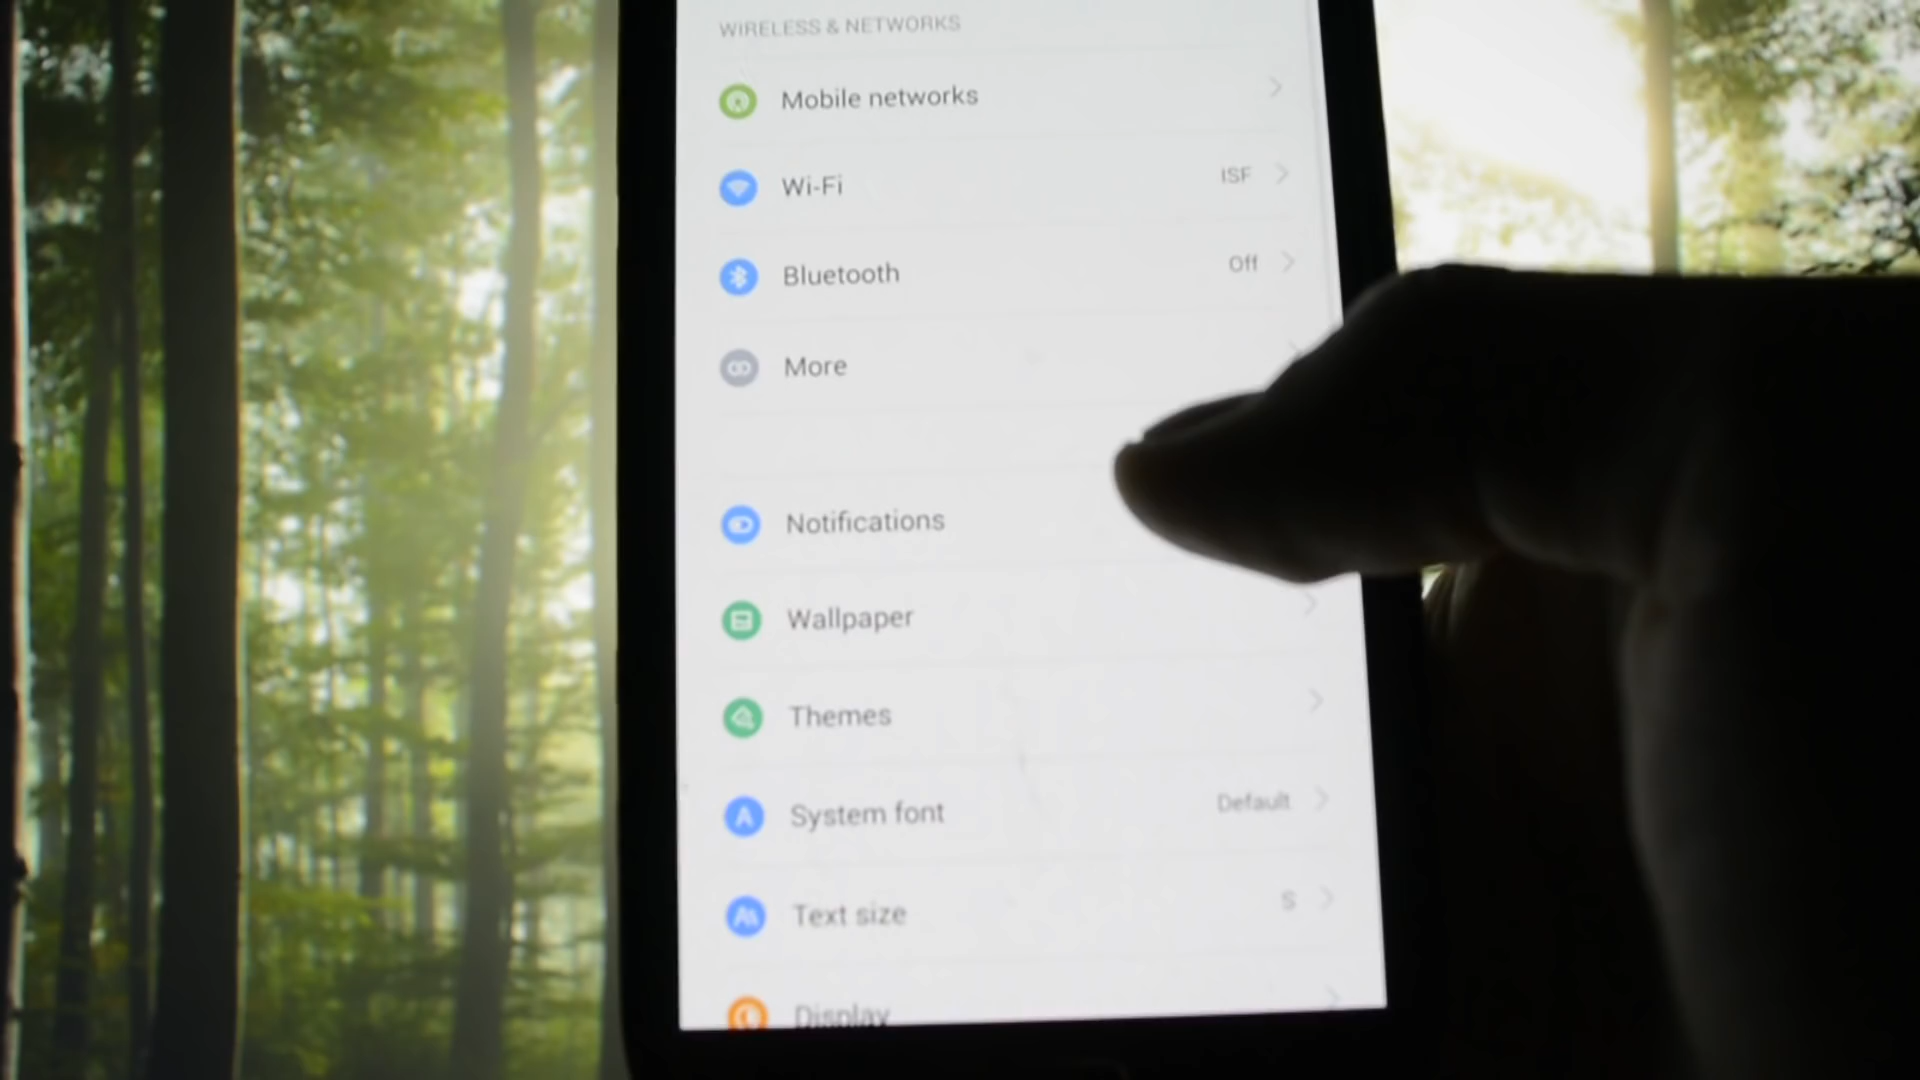 WIRELESS & NETWORKS
Mobile networks
Wi-Fi ISF
Bluetooth Off
More
Notifications
Wallpaper
Themes
System font Default
Text size S
Display